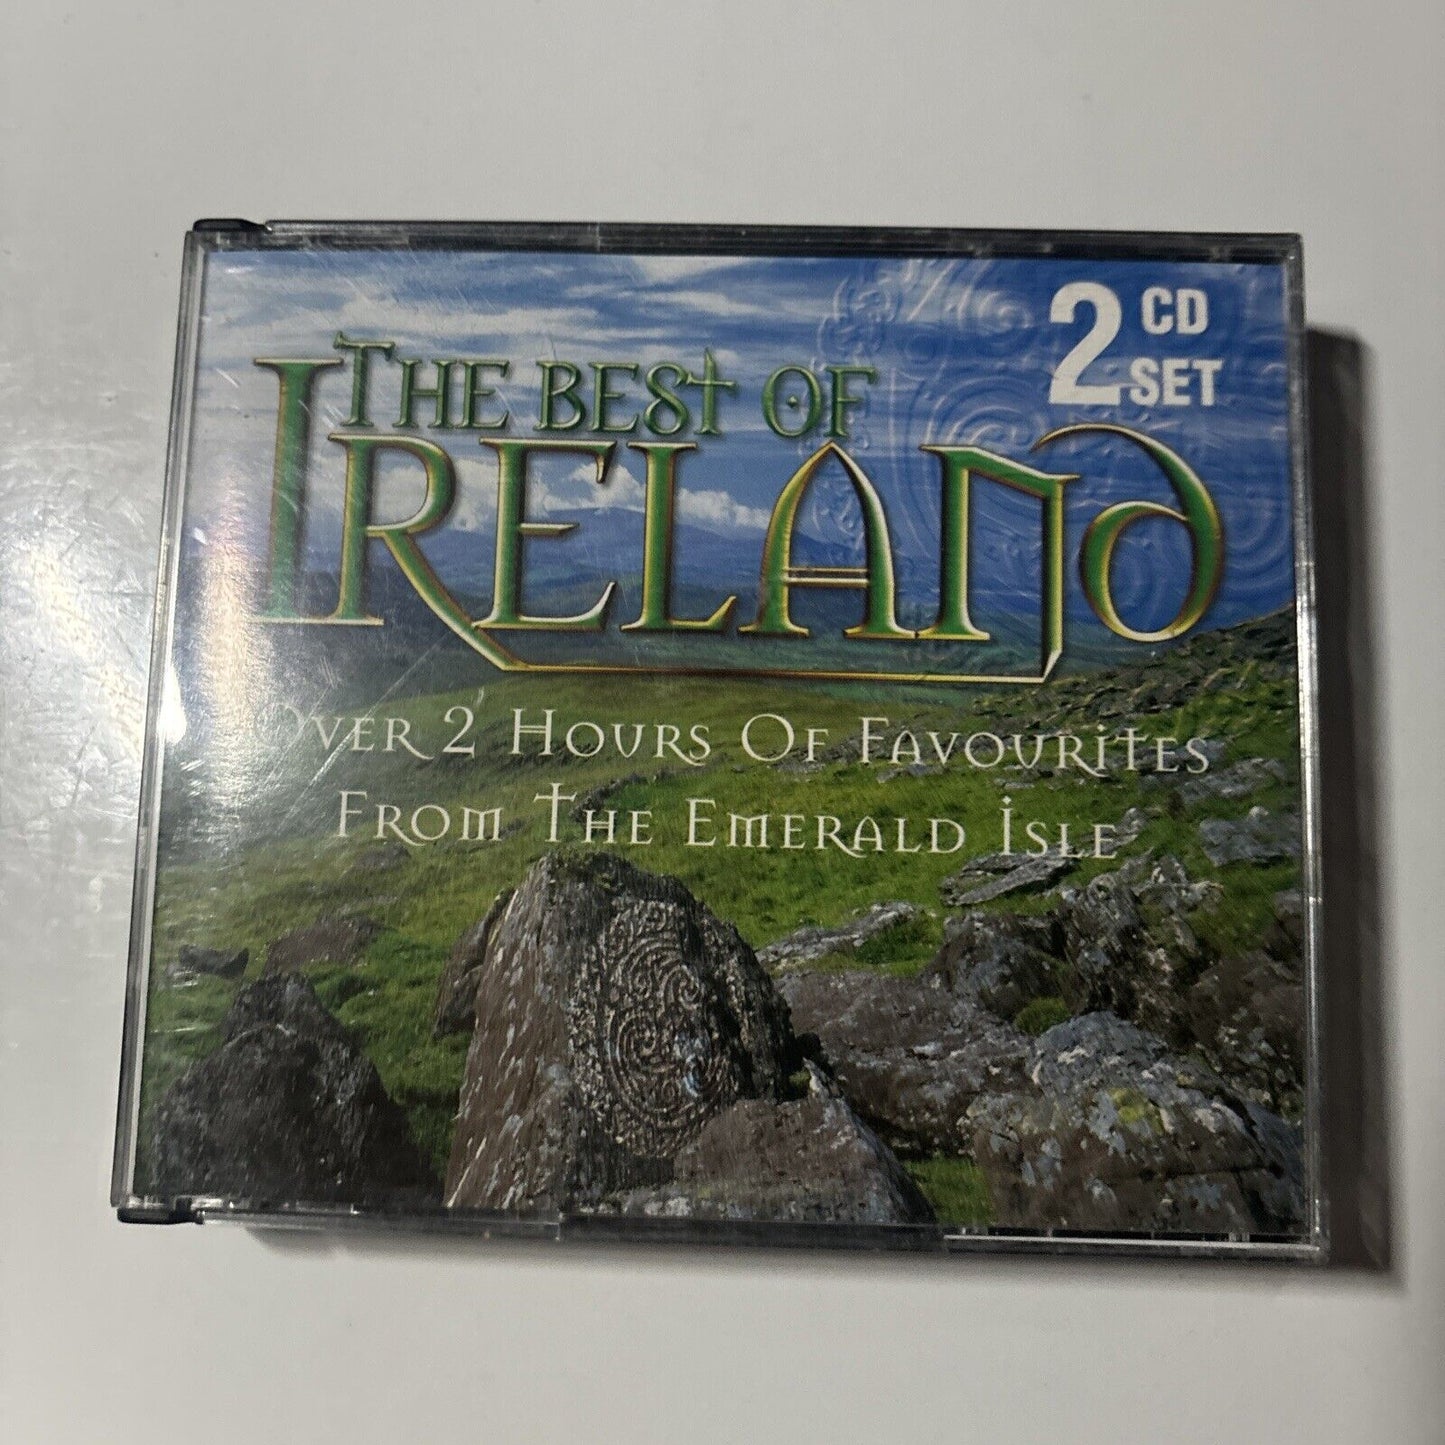 2 CD SET
THE BEST OF
IRELAND
OVER 2 HOURS OF FAVOURITES
FROM THE EMERALD ISLE